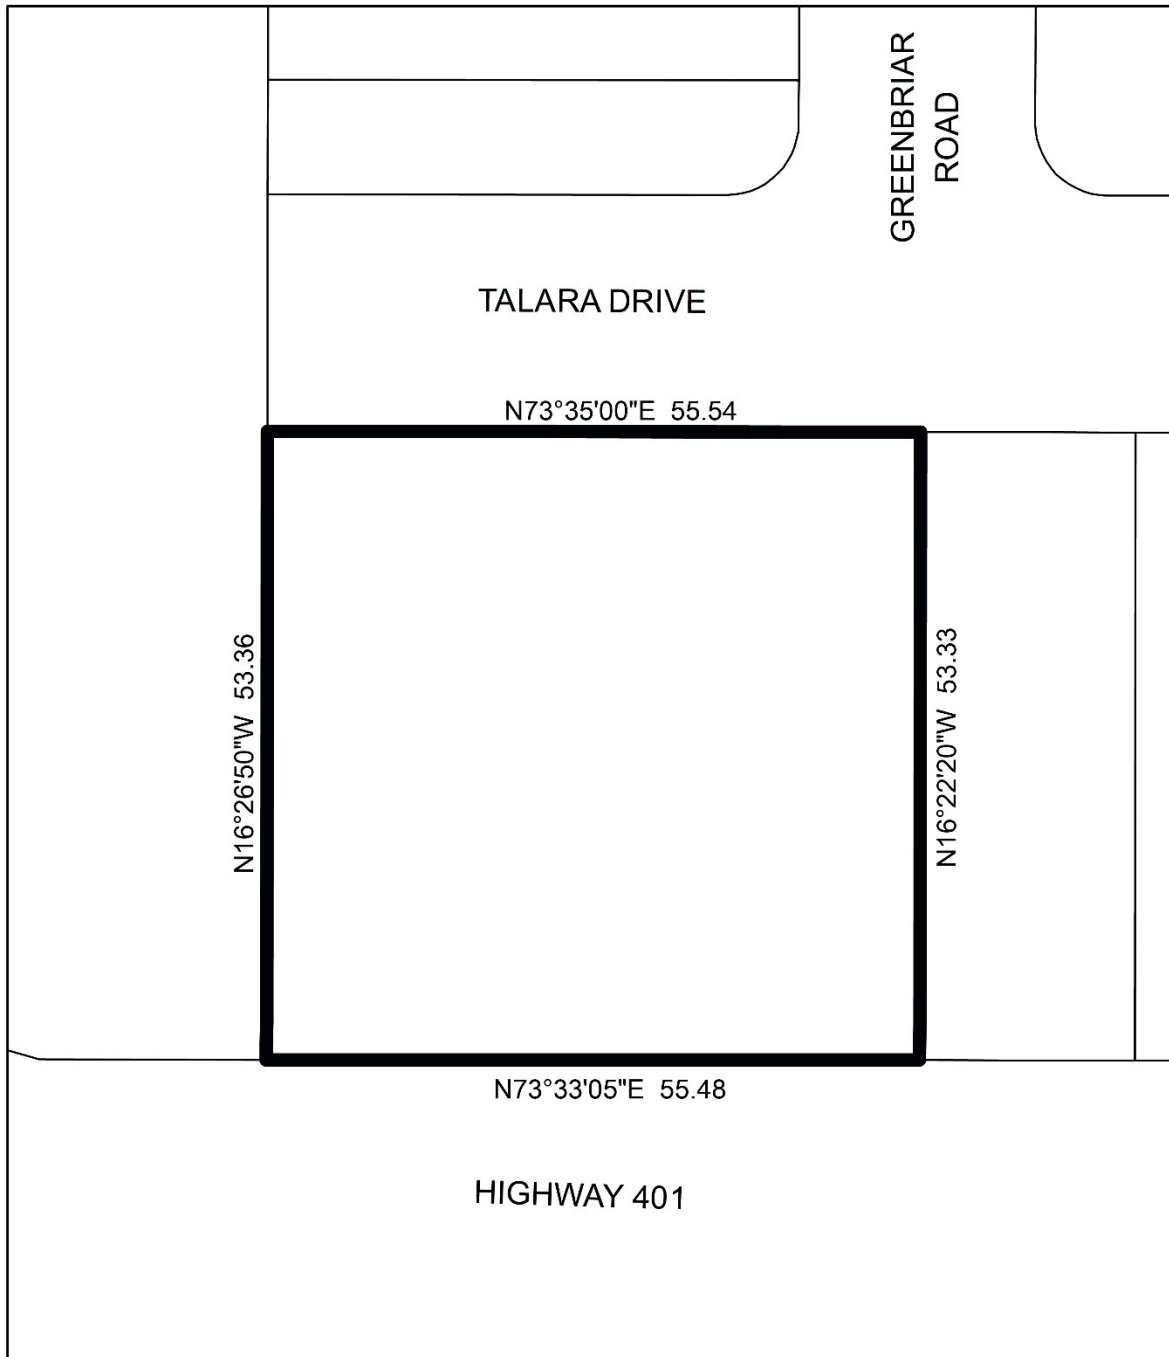 GREENBRIAR
ROAD
TALARA DRIVE
N73°35'00"E 55.54
N16°26'50"W 53.36
N16°22'20"W 53.33
N73°33'05"E 55.48
HIGHWAY 401